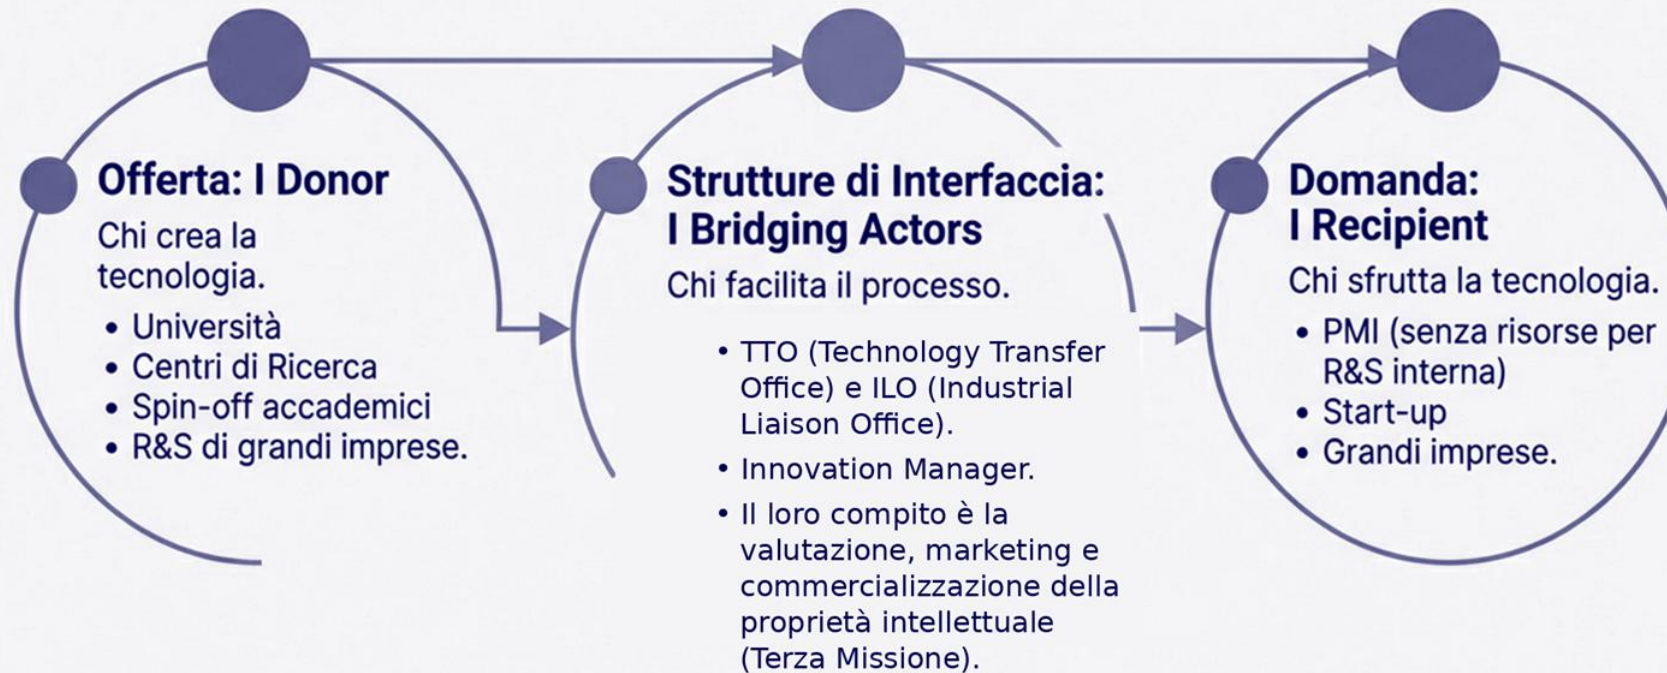 Offerta: I Donor
Chi crea la
tecnologia.
• Università
• Centri di Ricerca
• Spin-off accademici
• R&S di grandi imprese.
Strutture di Interfaccia:
I Bridging Actors
Chi facilita il processo.
• TTO (Technology Transfer
Office) e ILO (Industrial
Liaison Office).
• Innovation Manager.
• Il loro compito è la
valutazione, marketing e
commercializzazione della
proprietà intellettuale
(Terza Missione).
Domanda:
I Recipient
Chi sfrutta la tecnologia.
• PMI (senza risorse per
R&S interna)
• Start-up
• Grandi imprese.